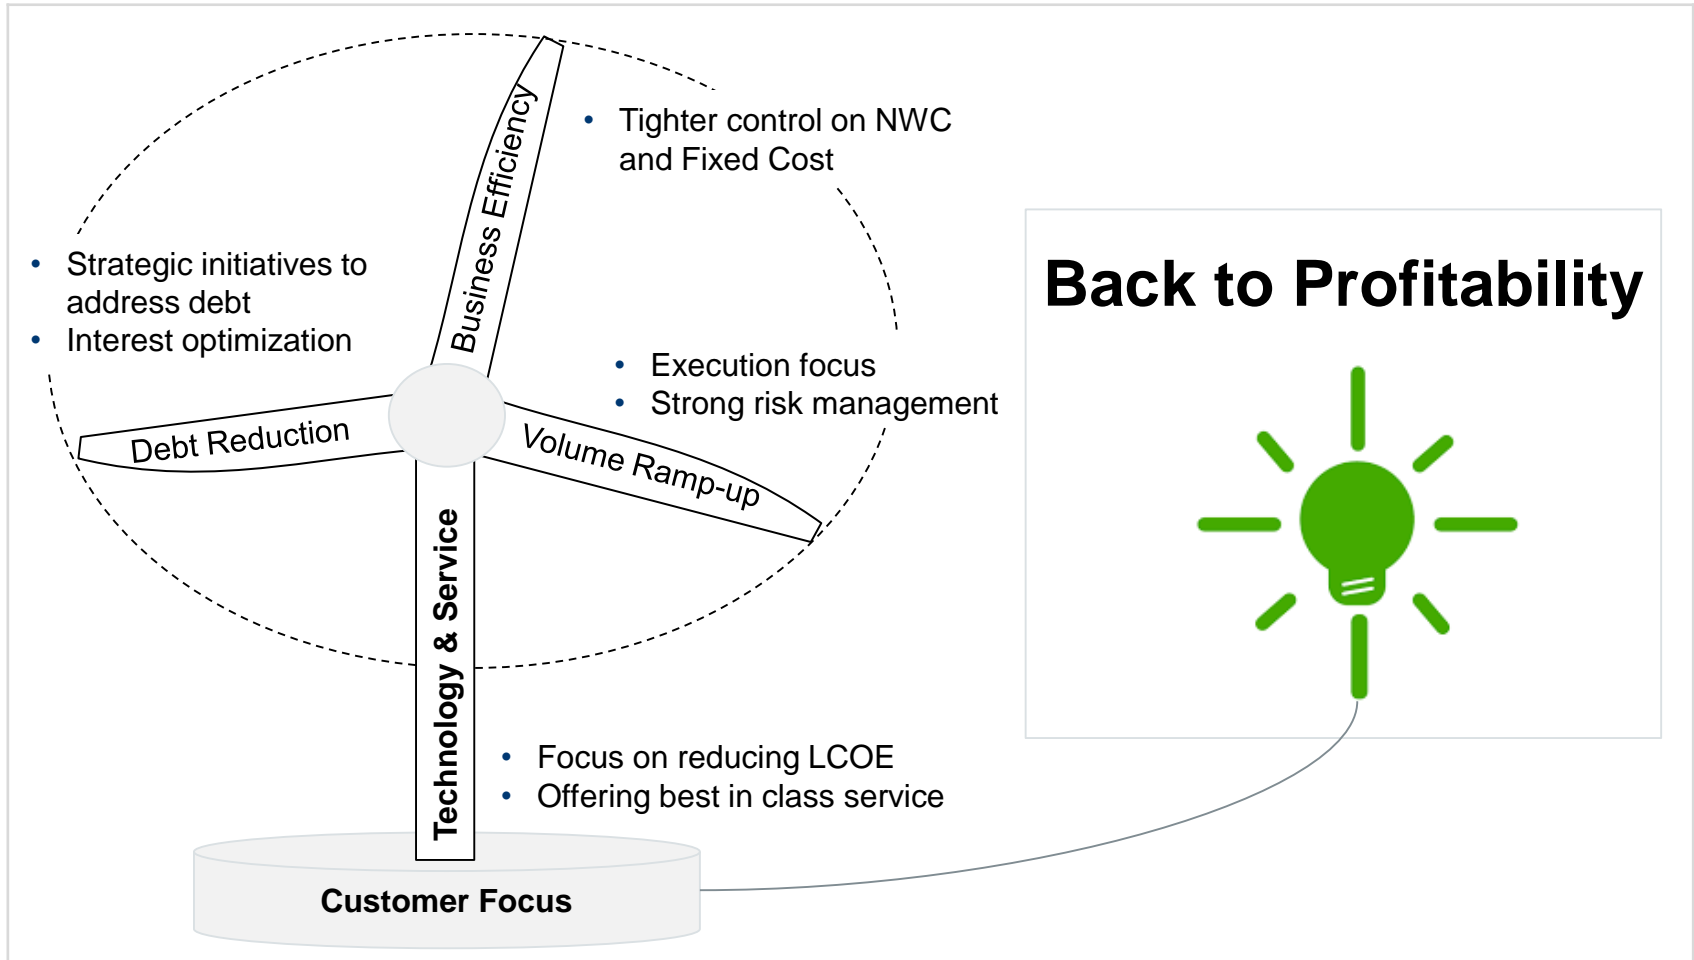 Business Efficiency
• Tighter control on NWC
and Fixed Cost
• Strategic initiatives to
address debt
• Interest optimization
Debt Reduction
• Execution focus
• Strong risk management
Volume Ramp-up
Technology & Service
• Focus on reducing LCOE
• Offering best in class service
Customer Focus
Back to Profitability